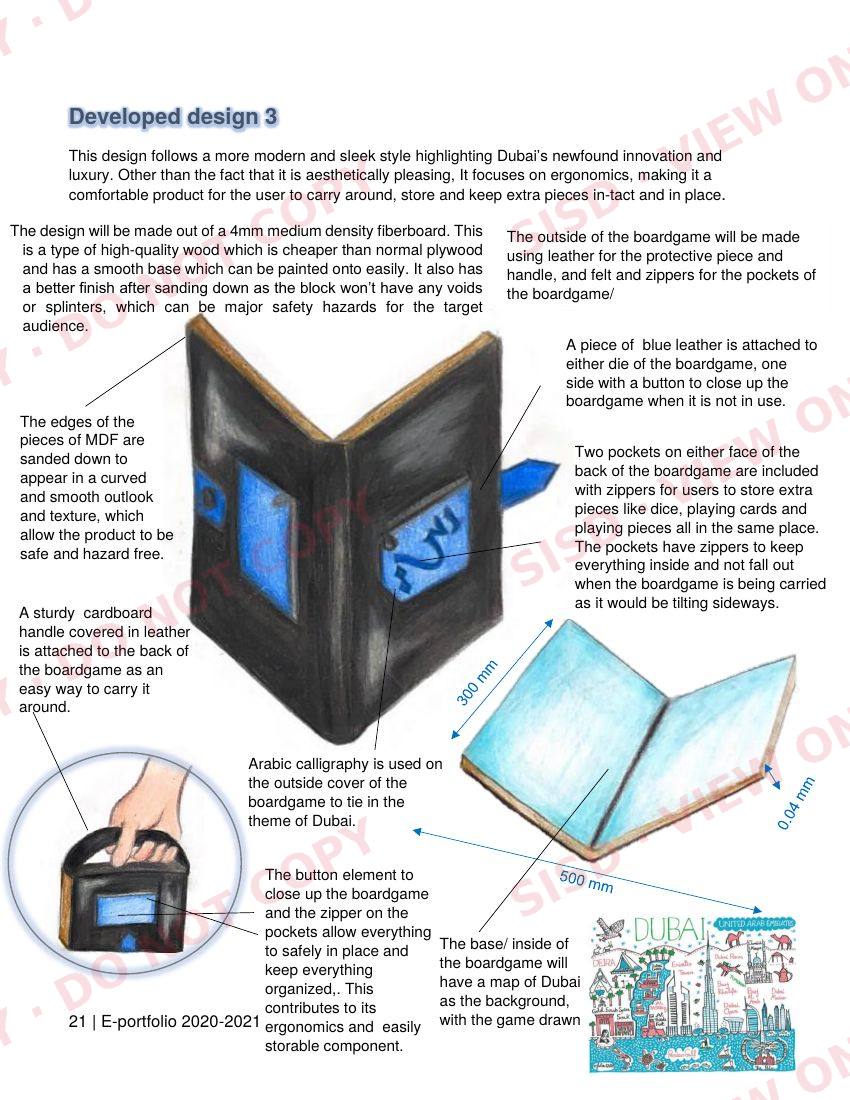 Developed design 3
This design follows a more modern and sleek style highlighting Dubai's newfound innovation and
luxury. Other than the fact that it is aesthetically pleasing, It focuses on ergonomics, making it a
comfortable product for the user to carry around, store and keep extra pieces in-tact and in place.
The design will be made out of a 4mm medium density fiberboard. This
is a type of high-quality wood which is cheaper than normal plywood
and has a smooth base which can be painted onto easily. It also has
a better finish after sanding down as the block won't have any voids
or splinters, which can be major safety hazards for the target
audience.
The outside of the boardgame will be made
using leather for the protective piece and
handle, and felt and zippers for the pockets of
the boardgame/
A piece of blue leather is attached to
either die of the boardgame, one
side with a button to close up the
boardgame when it is not in use.
The edges of the
pieces of MDF are
sanded down to
appear in a curved
and smooth outlook
and texture, which
allow the product to be
safe and hazard free.
Two pockets on either face of the
back of the boardgame are included
with zippers for users to store extra
pieces like dice, playing cards and
playing pieces all in the same place.
The pockets have zippers to keep
everything inside and not fall out
when the boardgame is being carried
as it would be tilting sideways.
A sturdy cardboard
handle covered in leather
is attached to the back of
the boardgame as an
easy way to carry it
around.
300 mm
0.04 mm
500 mm
Arabic calligraphy is used on
the outside cover of the
boardgame to tie in the
theme of Dubai.
The button element to
close up the boardgame
and the zipper on the
pockets allow everything
to safely in place and
keep everything
organized,. This
contributes to its
ergonomics and easily
storable component.
The base/ inside of
the boardgame will
have a map of Dubai
as the background,
with the game drawn
DUBAI
UNITED ARAB EMIRATES
DEIRA
21 | E-portfolio 2020-2021
SISD · VIEW ON
DO NOT COPY